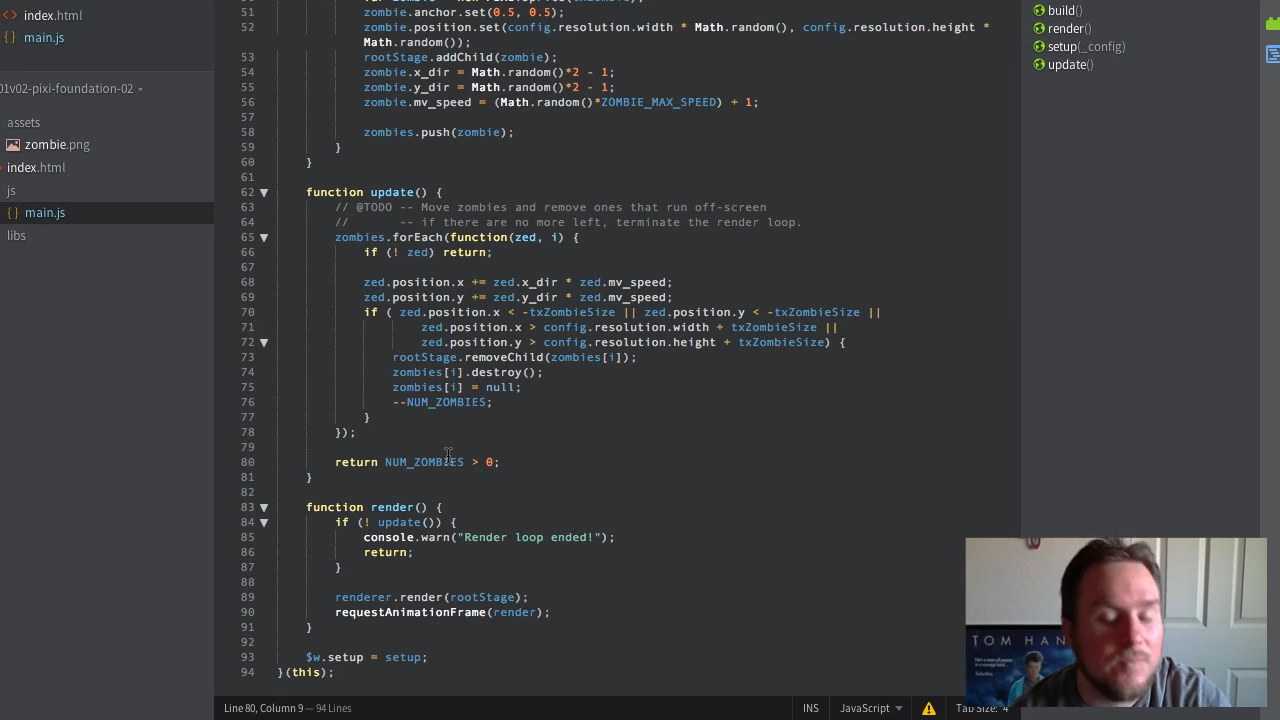 index.html
main.js
01v02-pixi-foundation-02
assets
zombie.png
index.html
js
main.js
libs
51 zombie.anchor.set(0.5, 0.5);
52 zombie.position.set(config.resolution.width * Math.random(), config.resolution.height *
Math.random());
53 rootStage.addChild(zombie);
54 zombie.x_dir = Math.random()*2 - 1;
55 zombie.y_dir = Math.random()*2 - 1;
56 zombie.mv_speed = (Math.random()*ZOMBIE_MAX_SPEED) + 1;
57
58 zombies.push(zombie);
59 }
60 }
61
62 function update() {
63 // @TODO -- Move zombies and remove ones that run off-screen
64 // -- if there are no more left, terminate the render loop.
65 zombies.forEach(function(zed, i) {
66 if (! zed) return;
67
68 zed.position.x += zed.x_dir * zed.mv_speed;
69 zed.position.y += zed.y_dir * zed.mv_speed;
70 if ( zed.position.x < -txZombieSize || zed.position.y < -txZombieSize ||
71 zed.position.x > config.resolution.width + txZombieSize ||
72 zed.position.y > config.resolution.height + txZombieSize) {
73 rootStage.removeChild(zombies[i]);
74 zombies[i].destroy();
75 zombies[i] = null;
76 --NUM_ZOMBIES;
77 }
78 });
79
80 return NUM_ZOMBIES > 0;
81 }
82
83 function render() {
84 if (! update()) {
85 console.warn("Render loop ended!");
86 return;
87 }
88
89 renderer.render(rootStage);
90 requestAnimationFrame(render);
91 }
92
93 $w.setup = setup;
94 }(this);
build()
render()
setup(_config)
update()
TOM HAN
Line 80, Column 9 — 94 Lines
INS
JavaScript
Tab Size: 4